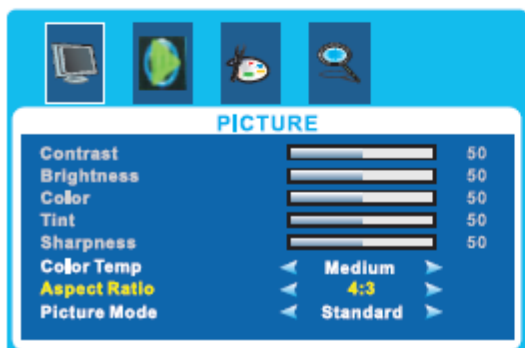 PICTURE
Contrast 50
Brightness 50
Color 50
Tint 50
Sharpness 50
Color Temp Medium
Aspect Ratio 4:3
Picture Mode Standard